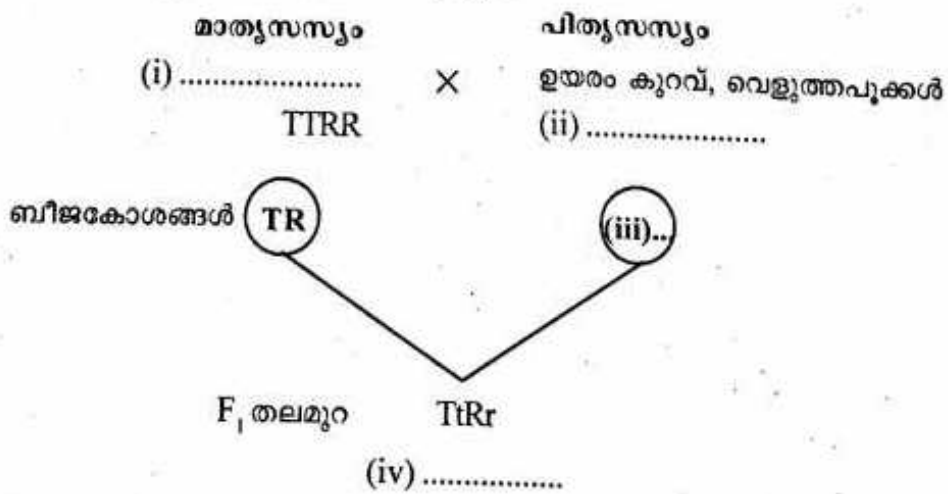 മാതൃസസ്യം പിതൃസസ്യം
(i) .................... × ഉയരം കുറവ്, വെളുത്തപൂക്കൾ
TTRR (ii) ......................
ബീജകോശങ്ങൾ TR (iii)...
F₁ തലമുറ TtRr
(iv) .................